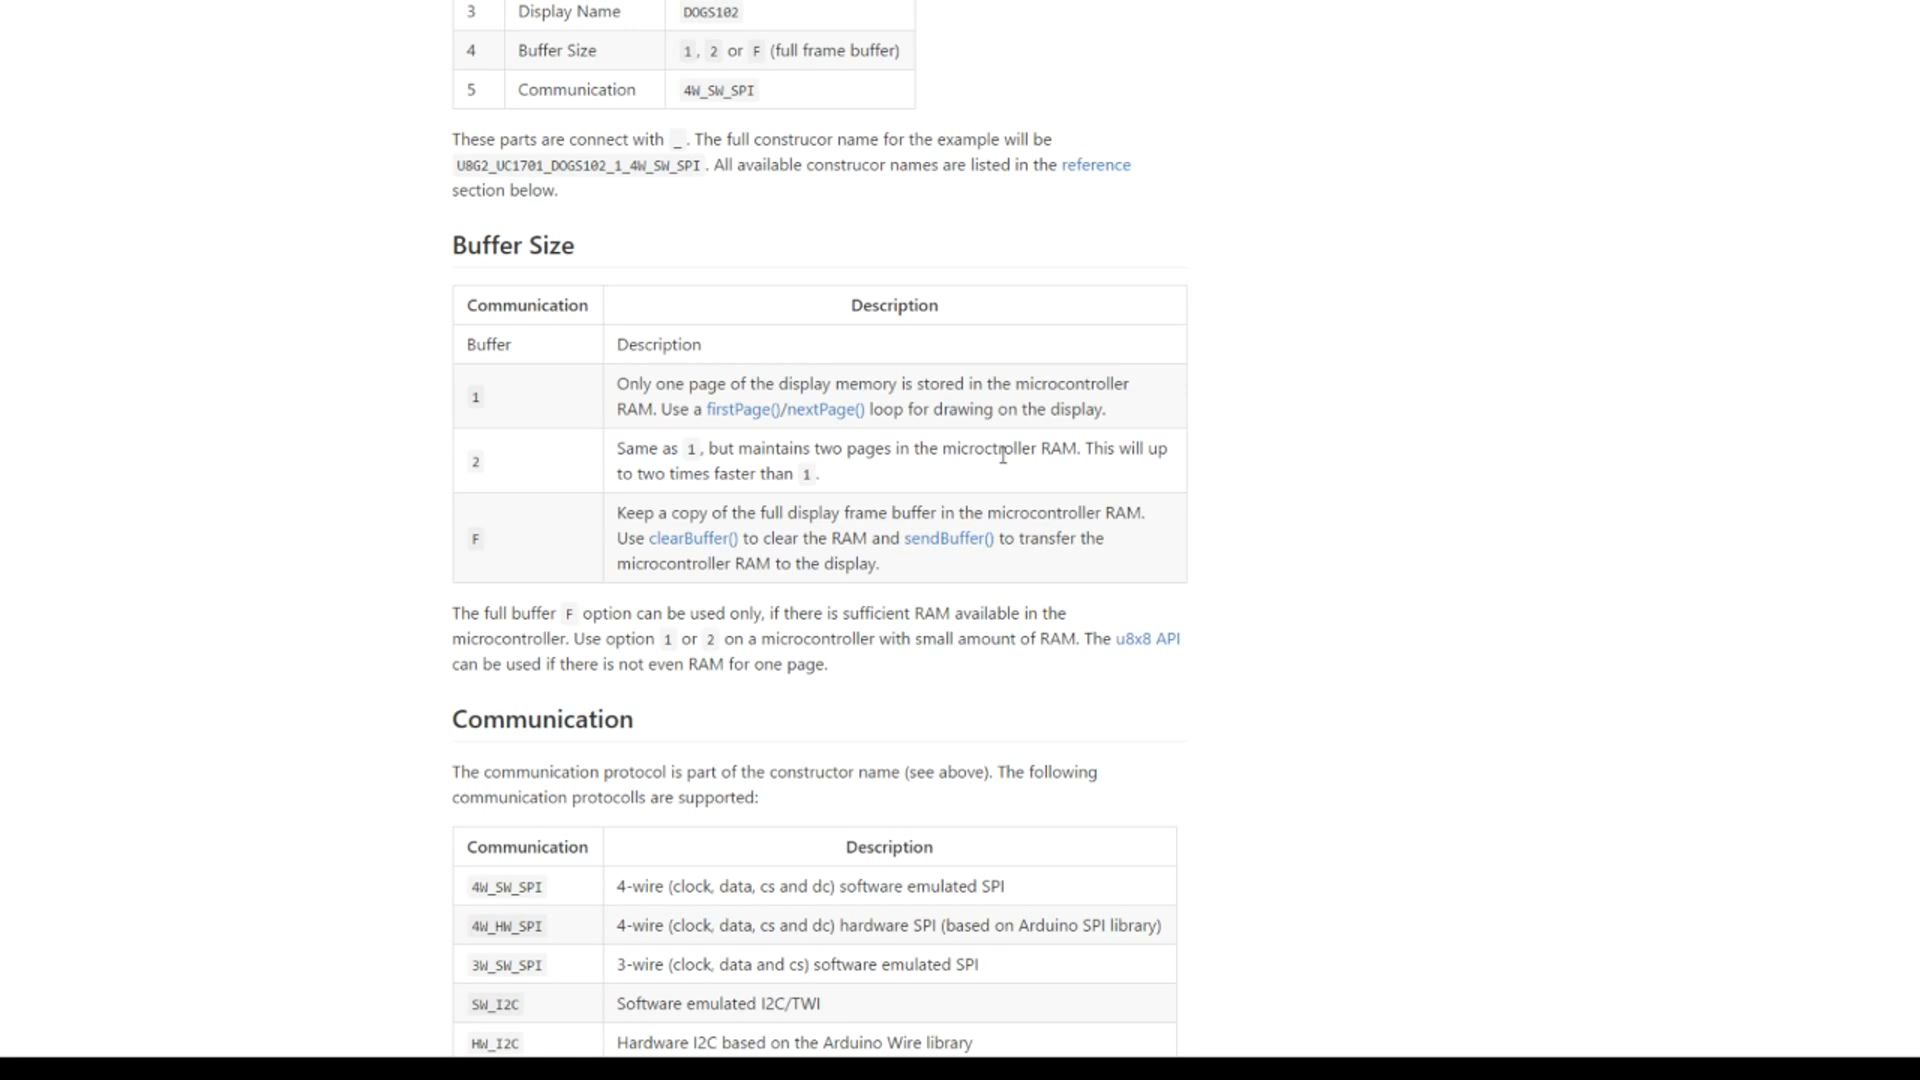 3 Display Name DOGS102
4 Buffer Size 1, 2 or F (full frame buffer)
5 Communication 4W_SW_SPI
These parts are connect with _. The full construcor name for the example will be
U8G2_UC1701_DOGS102_1_4W_SW_SPI. All available construcor names are listed in the reference
section below.
Buffer Size
Communication Description
Buffer Description
1 Only one page of the display memory is stored in the microcontroller
RAM. Use a firstPage()/nextPage() loop for drawing on the display.
2 Same as 1, but maintains two pages in the microctroller RAM. This will up
to two times faster than 1.
F Keep a copy of the full display frame buffer in the microcontroller RAM.
Use clearBuffer() to clear the RAM and sendBuffer() to transfer the
microcontroller RAM to the display.
The full buffer F option can be used only, if there is sufficient RAM available in the
microcontroller. Use option 1 or 2 on a microcontroller with small amount of RAM. The u8x8 API
can be used if there is not even RAM for one page.
Communication
The communication protocol is part of the constructor name (see above). The following
communication protocolls are supported:
Communication Description
4W_SW_SPI 4-wire (clock, data, cs and dc) software emulated SPI
4W_HW_SPI 4-wire (clock, data, cs and dc) hardware SPI (based on Arduino SPI library)
3W_SW_SPI 3-wire (clock, data and cs) software emulated SPI
SW_I2C Software emulated I2C/TWI
HW_I2C Hardware I2C based on the Arduino Wire library